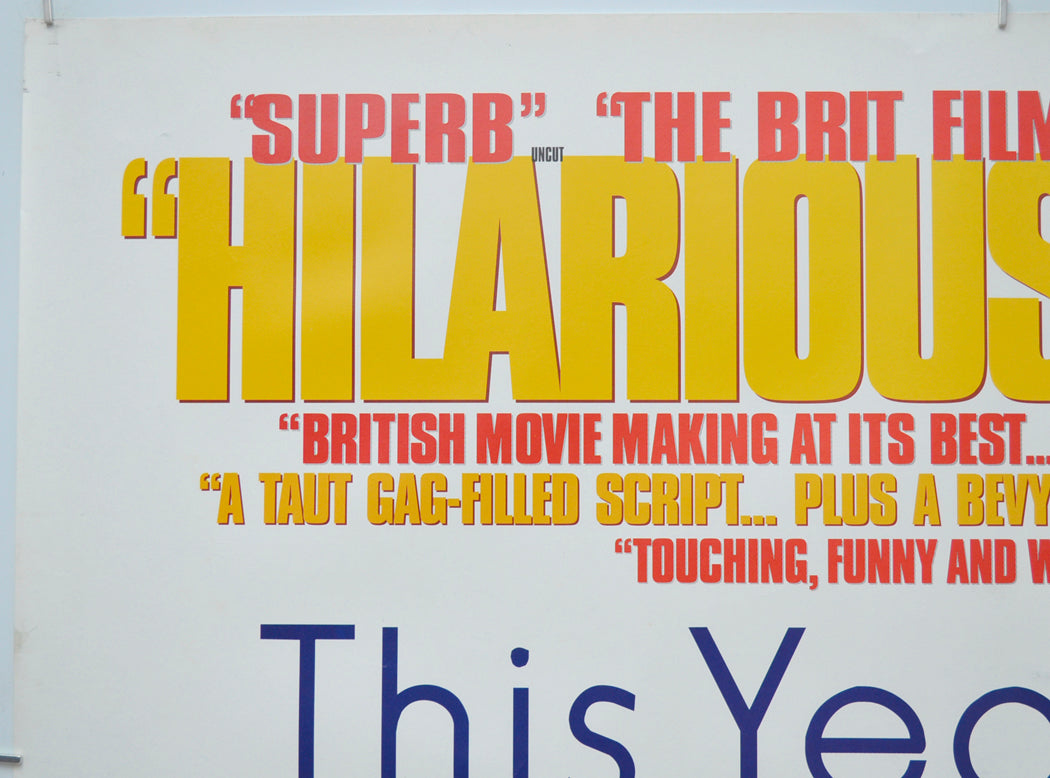 “SUPERB” “THE BRIT FILM
UNCUT
“HILARIOUS
“BRITISH MOVIE MAKING AT ITS BEST...
“A TAUT GAG-FILLED SCRIPT... PLUS A BEVY
“TOUCHING, FUNNY AND
This Yea